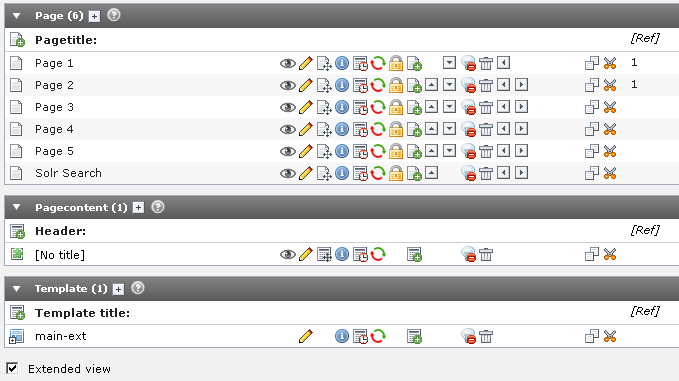 Page (6)
Pagetitle: [Ref]
Page 1 1
Page 2 1
Page 3
Page 4
Page 5
Solr Search
Pagecontent (1)
Header: [Ref]
[No title]
Template (1)
Template title: [Ref]
main-ext
Extended view